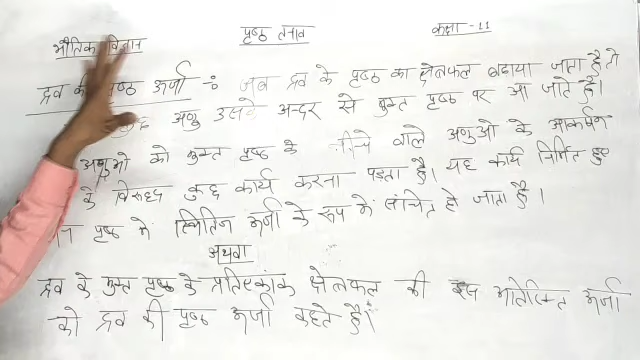 भौतिक विज्ञान पृष्ठ तनाव कक्षा - 11
द्रव की पृष्ठ ऊर्जा ÷ जब द्रव के पृष्ठ का क्षेत्रफल बढाया जाता है तो
कुछ अणु उसके अन्दर से मुक्त पृष्ठ पर आ जाते है।
अणुओ को मुक्त पृष्ठ के नीचे वाले अणुओ के आकर्षण
के विरुद्ध कुछ कार्य करना पड़ता है। यह कार्य निर्मित हुए
पृष्ठ में स्थितिज ऊर्जा के रूप में संचित हो जाता है।
अथवा
द्रव के मुक्त पृष्ठ के प्रतिएकांक क्षेत्रफल की इस अतिरिक्त ऊर्जा
को द्रव की पृष्ठ ऊर्जा कहते है।